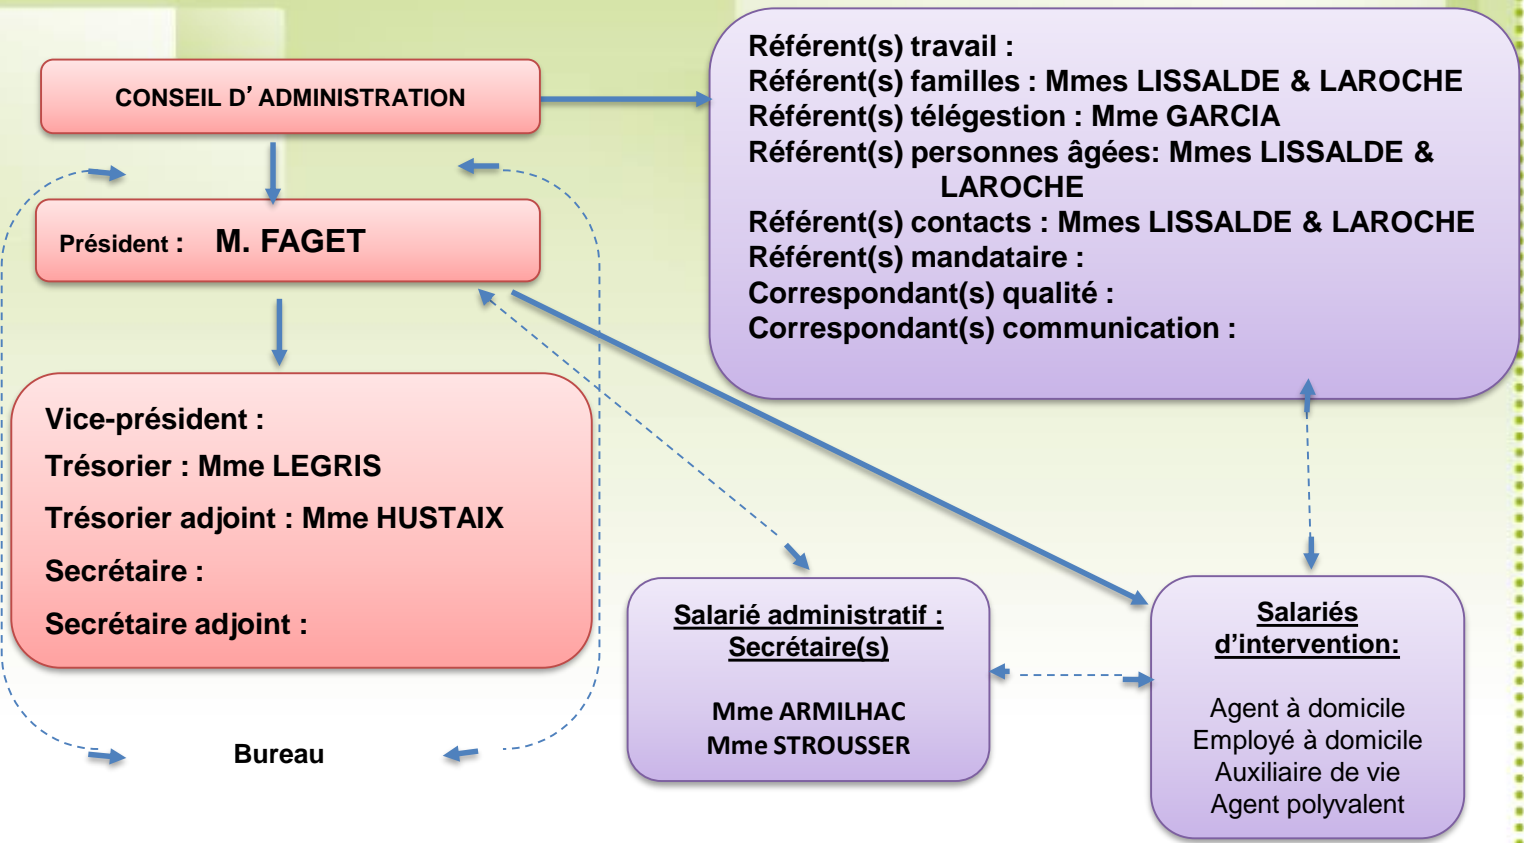 CONSEIL D’ADMINISTRATION
Référent(s) travail :
Référent(s) familles : Mmes LISSALDE & LAROCHE
Référent(s) télégestion : Mme GARCIA
Référent(s) personnes âgées: Mmes LISSALDE &
LAROCHE
Référent(s) contacts : Mmes LISSALDE & LAROCHE
Référent(s) mandataire :
Correspondant(s) qualité :
Correspondant(s) communication :
Président : M. FAGET
Vice-président :
Trésorier : Mme LEGRIS
Trésorier adjoint : Mme HUSTAIX
Secrétaire :
Secrétaire adjoint :
Bureau
Salarié administratif :
Secrétaire(s)
Mme ARMILHAC
Mme STROUSSER
Salariés
d’intervention:
Agent à domicile
Employé à domicile
Auxiliaire de vie
Agent polyvalent